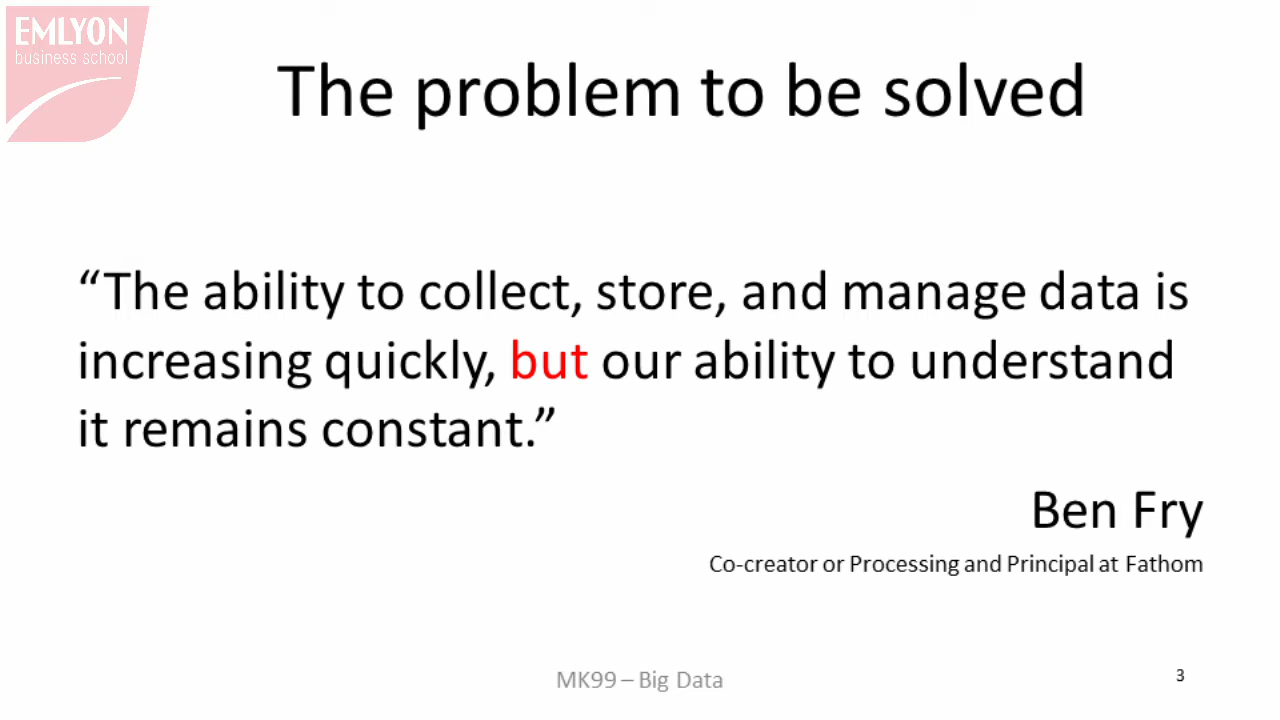 EMLYON
business school
The problem to be solved
“The ability to collect, store, and manage data is
increasing quickly, but our ability to understand
it remains constant.”
Ben Fry
Co-creator or Processing and Principal at Fathom
MK99 – Big Data
3